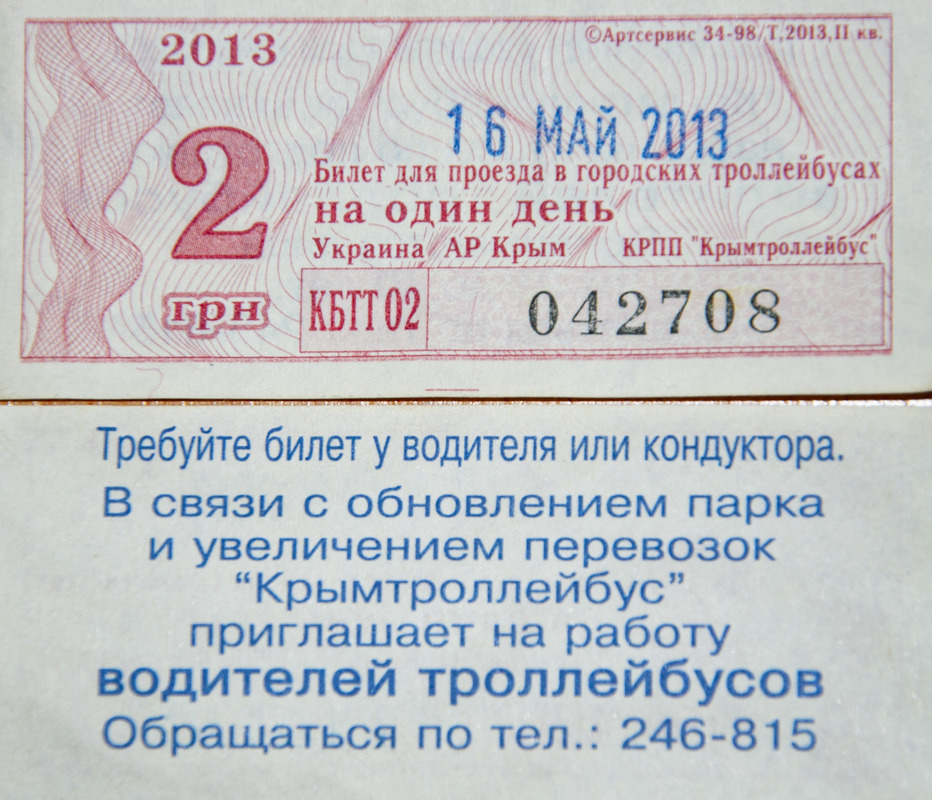 2013
©Артсервис 34-98/Т,2013,II кв.
16 МАЙ 2013
2
грн
Билет для проезда в городских троллейбусах
на один день
Украина АР Крым КРПП "Крымтроллейбус"
КБТТ 02 042708
Требуйте билет у водителя или кондуктора.
В связи с обновлением парка
и увеличением перевозок
“Крымтроллейбус”
приглашает на работу
водителей троллейбусов
Обращаться по тел.: 246-815